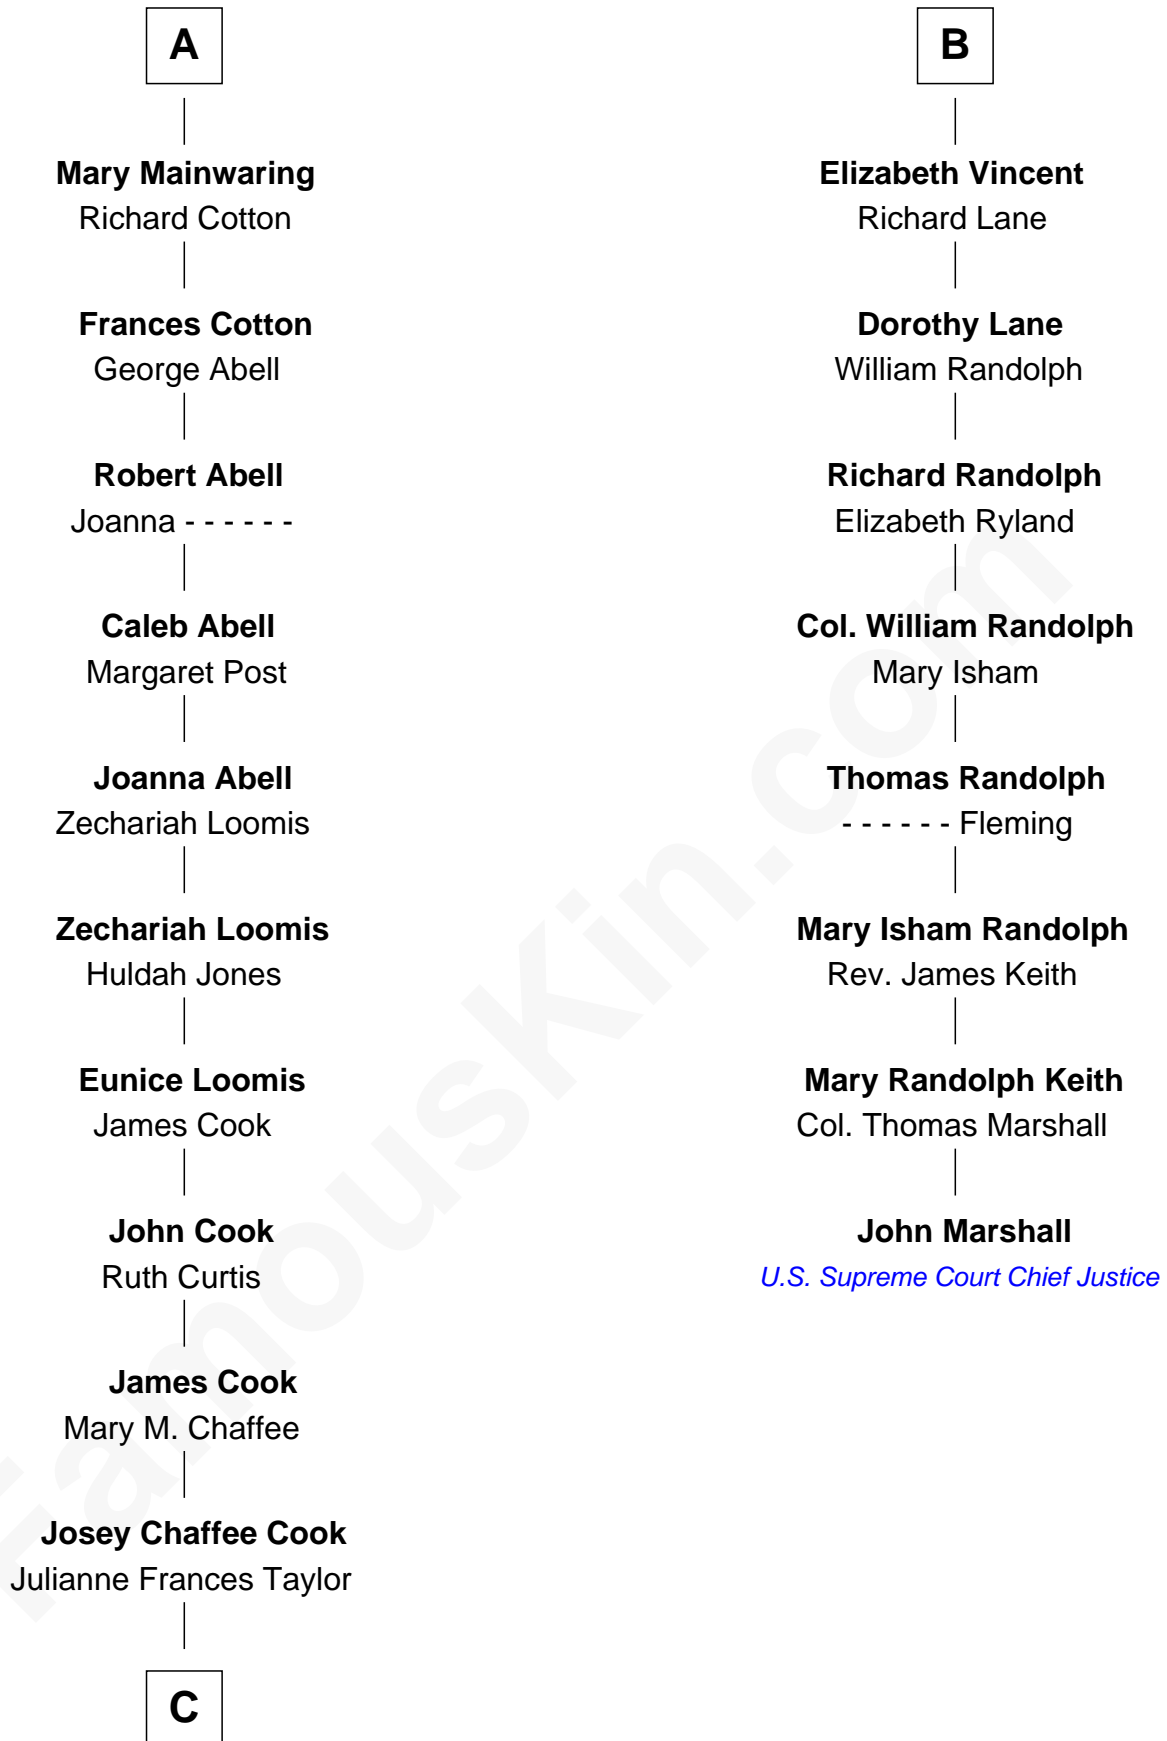 A
Mary Mainwaring
Richard Cotton
Frances Cotton
George Abell
Robert Abell
Joanna - - - - - -
Caleb Abell
Margaret Post
Joanna Abell
Zechariah Loomis
Zechariah Loomis
Huldah Jones
Eunice Loomis
James Cook
John Cook
Ruth Curtis
James Cook
Mary M. Chaffee
Josey Chaffee Cook
Julianne Frances Taylor
C
B
Elizabeth Vincent
Richard Lane
Dorothy Lane
William Randolph
Richard Randolph
Elizabeth Ryland
Col. William Randolph
Mary Isham
Thomas Randolph
- - - - - - Fleming
Mary Isham Randolph
Rev. James Keith
Mary Randolph Keith
Col. Thomas Marshall
John Marshall
U.S. Supreme Court Chief Justice
FamousKin.com